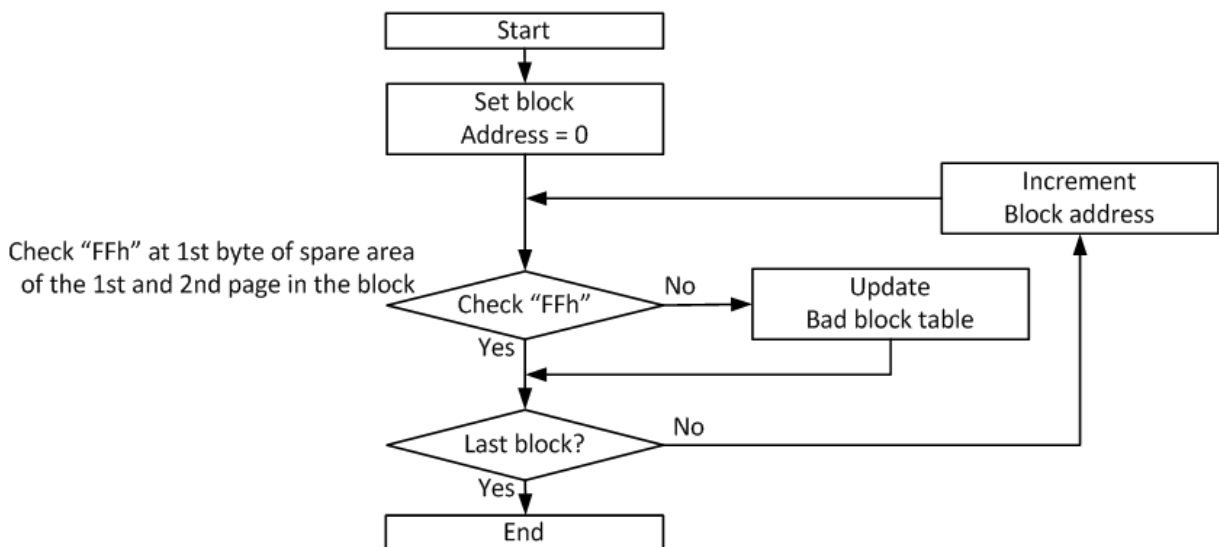 Start
Set block
Address = 0
Increment
Block address
Check “FFh” at 1st byte of spare area
of the 1st and 2nd page in the block
Check “FFh”
No
Update
Bad block table
Yes
Last block?
No
Yes
End